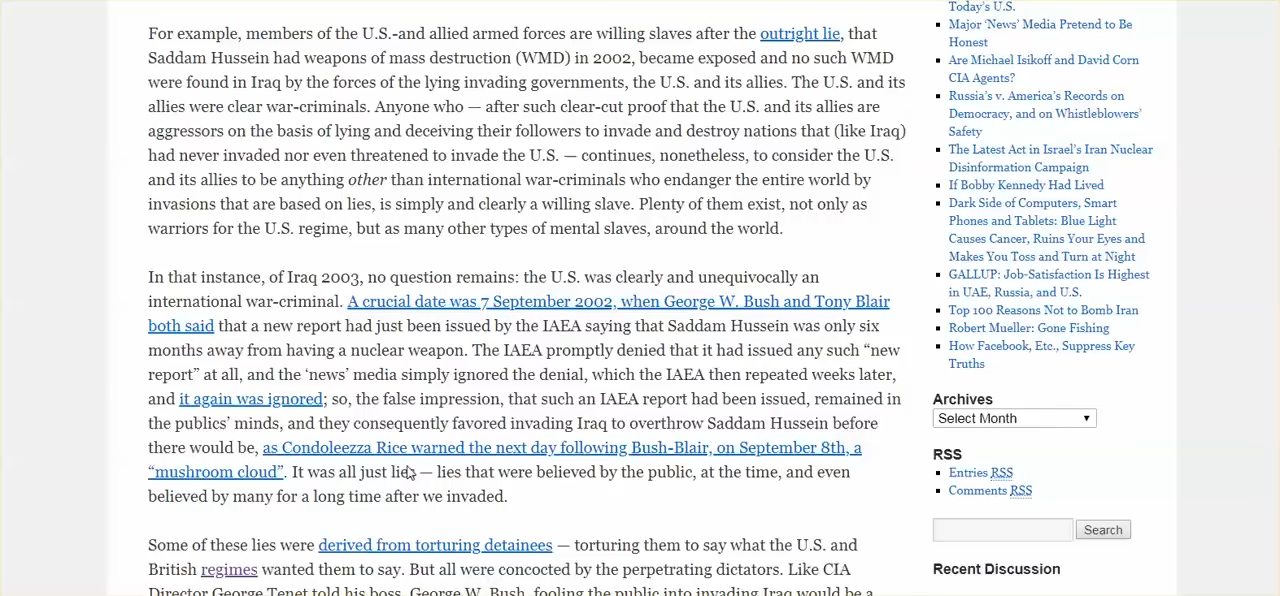 For example, members of the U.S.-and allied armed forces are willing slaves after the outright lie, that
Saddam Hussein had weapons of mass destruction (WMD) in 2002, became exposed and no such WMD
were found in Iraq by the forces of the lying invading governments, the U.S. and its allies. The U.S. and its
allies were clear war-criminals. Anyone who — after such clear-cut proof that the U.S. and its allies are
aggressors on the basis of lying and deceiving their followers to invade and destroy nations that (like Iraq)
had never invaded nor even threatened to invade the U.S. — continues, nonetheless, to consider the U.S.
and its allies to be anything other than international war-criminals who endanger the entire world by
invasions that are based on lies, is simply and clearly a willing slave. Plenty of them exist, not only as
warriors for the U.S. regime, but as many other types of mental slaves, around the world.
In that instance, of Iraq 2003, no question remains: the U.S. was clearly and unequivocally an
international war-criminal. A crucial date was 7 September 2002, when George W. Bush and Tony Blair
both said that a new report had just been issued by the IAEA saying that Saddam Hussein was only six
months away from having a nuclear weapon. The IAEA promptly denied that it had issued any such “new
report” at all, and the ‘news’ media simply ignored the denial, which the IAEA then repeated weeks later,
and it again was ignored; so, the false impression, that such an IAEA report had been issued, remained in
the publics’ minds, and they consequently favored invading Iraq to overthrow Saddam Hussein before
there would be, as Condoleezza Rice warned the next day following Bush-Blair, on September 8th, a
“mushroom cloud”. It was all just lies — lies that were believed by the public, at the time, and even
believed by many for a long time after we invaded.
Some of these lies were derived from torturing detainees — torturing them to say what the U.S. and
British regimes wanted them to say. But all were concocted by the perpetrating dictators. Like CIA
Director George Tenet told his boss, George W. Bush, fooling the public into invading Iraq would be a
Today’s U.S.
Major ‘News’ Media Pretend to Be
Honest
Are Michael Isikoff and David Corn
CIA Agents?
Russia’s v. America’s Records on
Democracy, and on Whistleblowers’
Safety
The Latest Act in Israel’s Iran Nuclear
Disinformation Campaign
If Bobby Kennedy Had Lived
Dark Side of Computers, Smart
Phones and Tablets: Blue Light
Causes Cancer, Ruins Your Eyes and
Makes You Toss and Turn at Night
GALLUP: Job-Satisfaction Is Highest
in UAE, Russia, and U.S.
Top 100 Reasons Not to Bomb Iran
Robert Mueller: Gone Fishing
How Facebook, Etc., Suppress Key
Truths
Archives
Select Month
RSS
Entries RSS
Comments RSS
Search
Recent Discussion